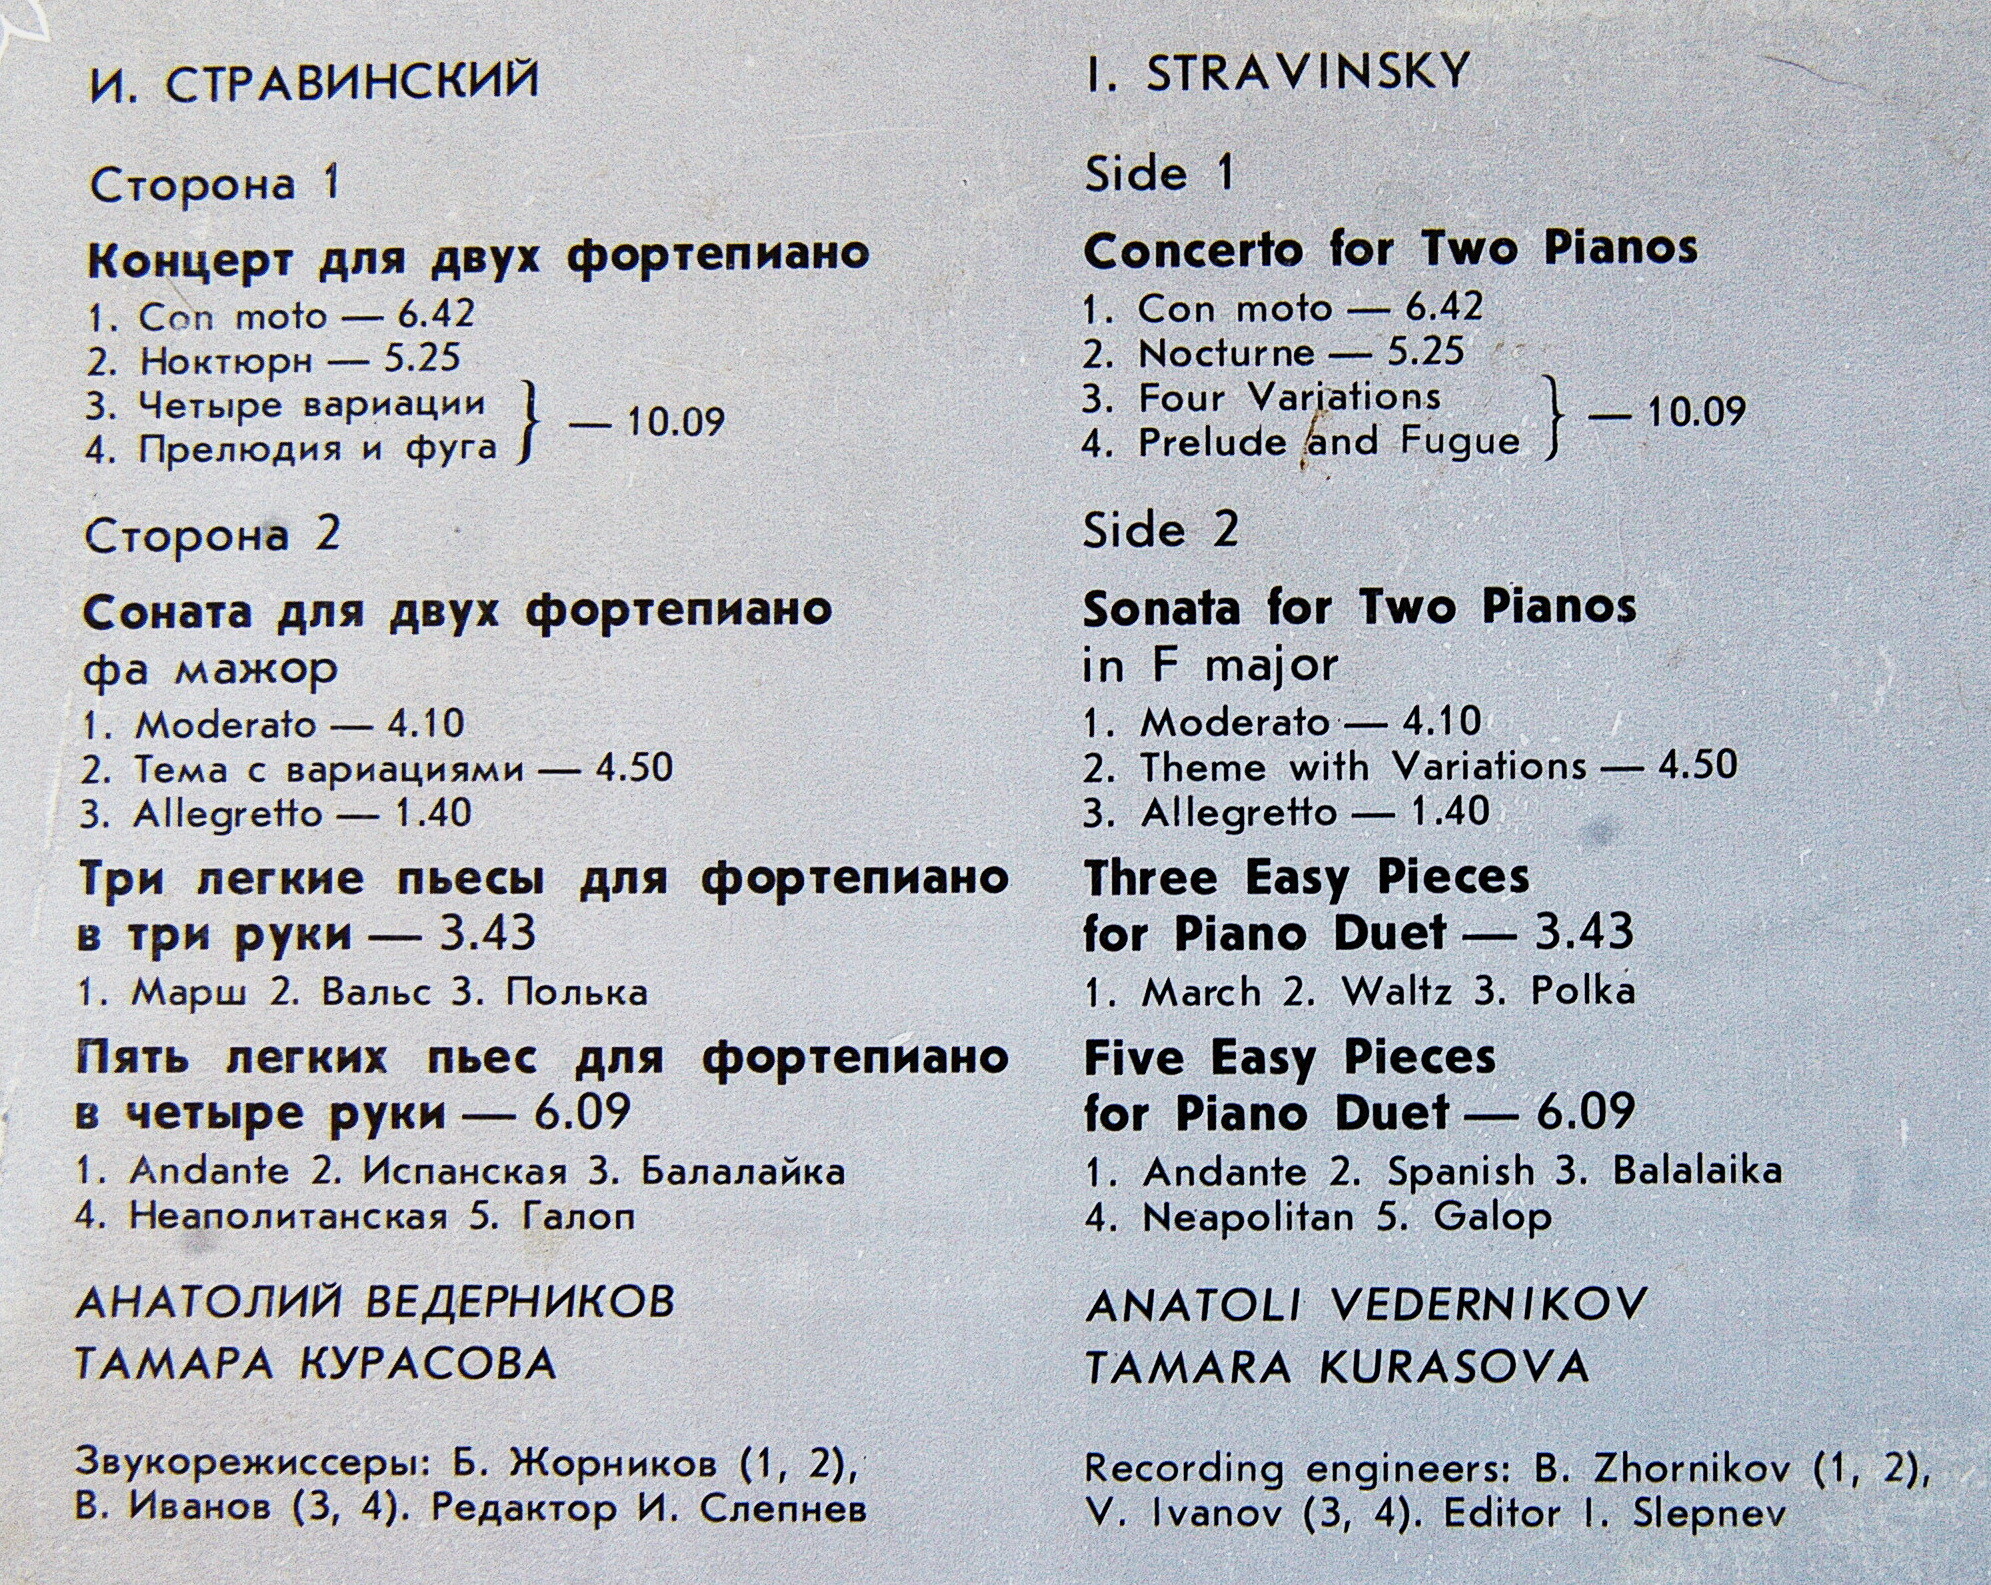 И. СТРАВИНСКИЙ
Сторона 1
Концерт для двух фортепиано
1. Con moto — 6.42
2. Ноктюрн — 5.25
3. Четыре вариации
4. Прелюдия и фуга } — 10.09
Сторона 2
Соната для двух фортепиано
фа мажор
1. Moderato — 4.10
2. Тема с вариациями — 4.50
3. Allegretto — 1.40
Три легкие пьесы для фортепиано
в три руки — 3.43
1. Марш 2. Вальс 3. Полька
Пять легких пьес для фортепиано
в четыре руки — 6.09
1. Andante 2. Испанская 3. Балалайка
4. Неаполитанская 5. Галоп
АНАТОЛИЙ ВЕДЕРНИКОВ
ТАМАРА КУРАСОВА
Звукорежиссеры: Б. Жорников (1, 2),
В. Иванов (3, 4). Редактор И. Слепнев
I. STRAVINSKY
Side 1
Concerto for Two Pianos
1. Con moto — 6.42
2. Nocturne — 5.25
3. Four Variations
4. Prelude and Fugue } — 10.09
Side 2
Sonata for Two Pianos
in F major
1. Moderato — 4.10
2. Theme with Variations — 4.50
3. Allegretto — 1.40
Three Easy Pieces
for Piano Duet — 3.43
1. March 2. Waltz 3. Polka
Five Easy Pieces
for Piano Duet — 6.09
1. Andante 2. Spanish 3. Balalaika
4. Neapolitan 5. Galop
ANATOLI VEDERNIKOV
TAMARA KURASOVA
Recording engineers: B. Zhornikov (1, 2),
V. Ivanov (3, 4). Editor I. Slepnev